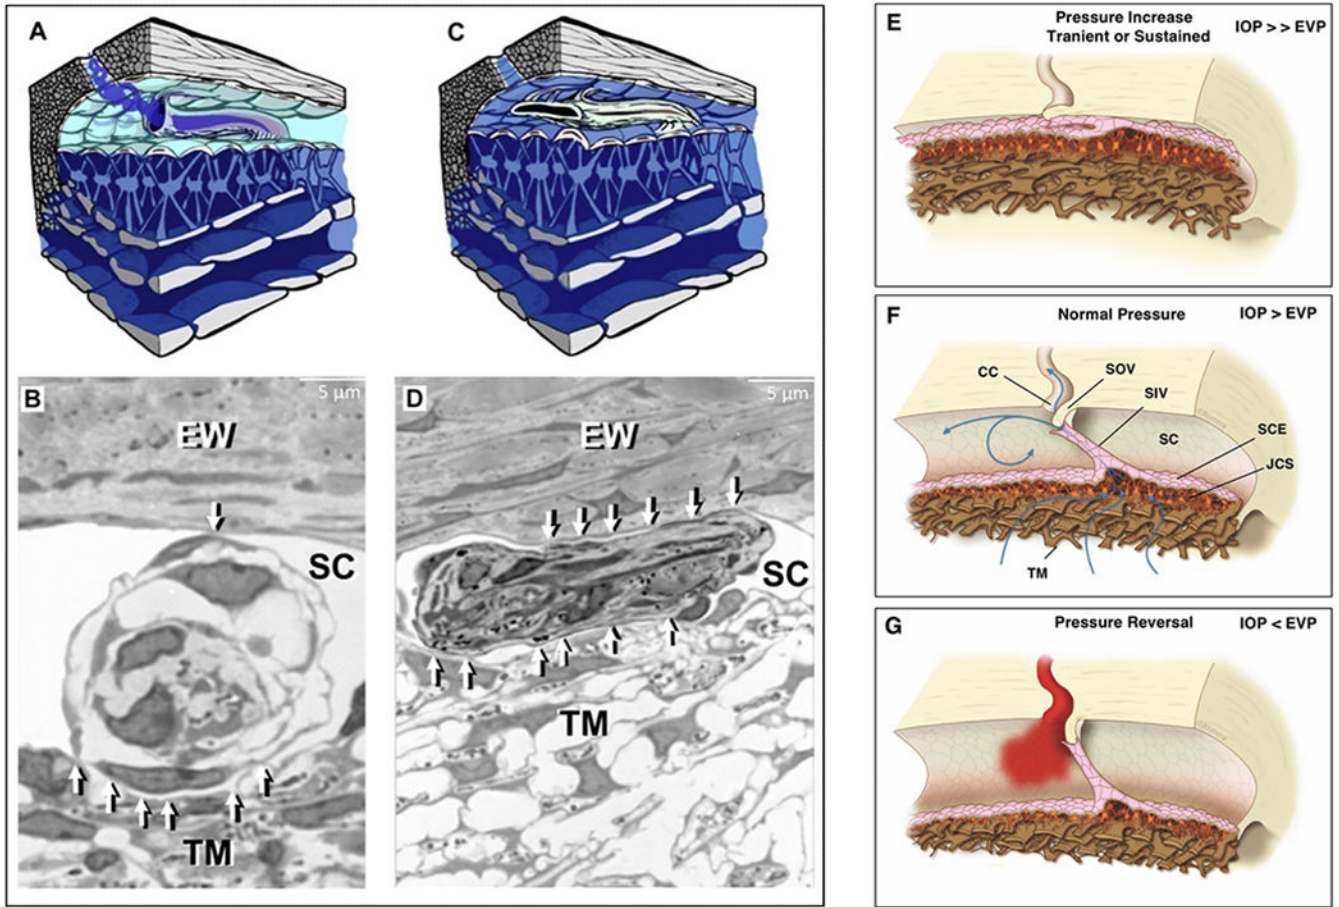 A
C
B
5 µm
EW
SC
TM
D
5 µm
EW
SC
TM
E
Pressure Increase
Tranient or Sustained
IOP > > EVP
F
Normal Pressure
IOP > EVP
CC
SOV
SIV
SC
SCE
JCS
TM
G
Pressure Reversal
IOP < EVP